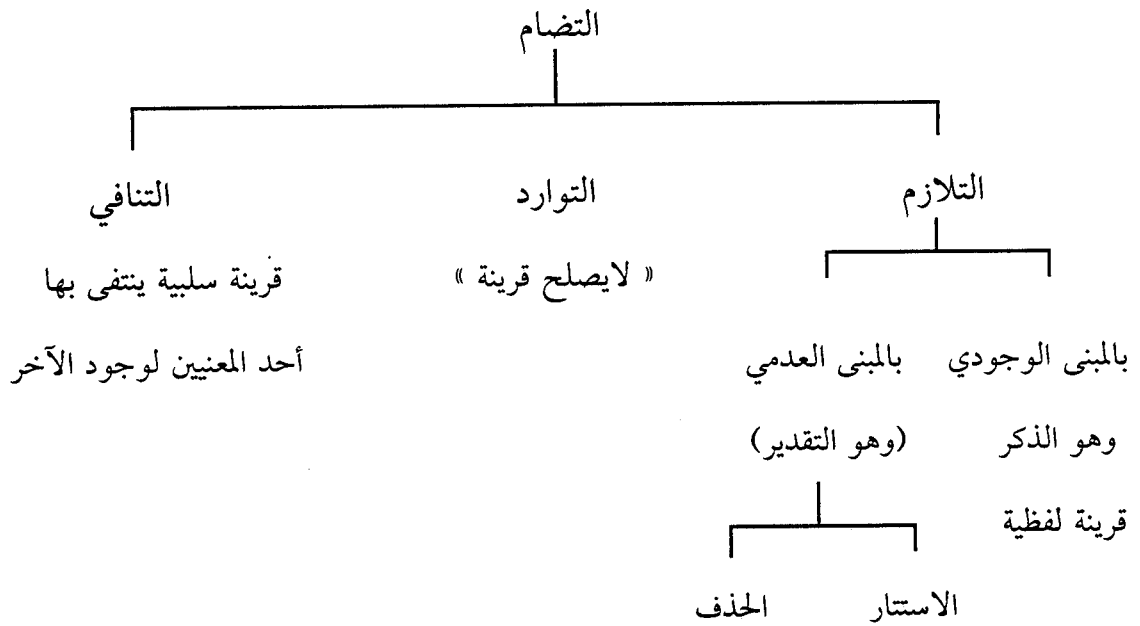 التضام
التلازم
التوارد
التنافي
« لايصلح قرينة »
قرينة سلبية ينتفى بها
أحد المعنيين لوجود الآخر
بالمبنى الوجودي
وهو الذكر
قرينة لفظية
بالمبنى العدمي
(وهو التقدير)
الاستتار
الحذف